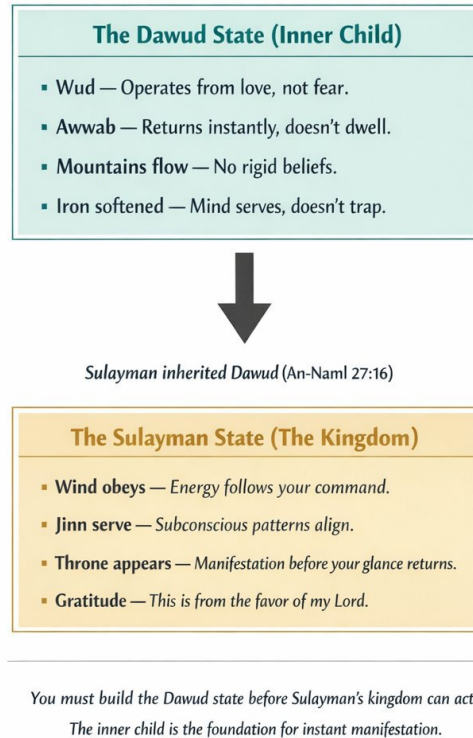 The Dawud State (Inner Child)
▪ Wud — Operates from love, not fear.
▪ Awwab — Returns instantly, doesn't dwell.
▪ Mountains flow — No rigid beliefs.
▪ Iron softened — Mind serves, doesn't trap.
Sulayman inherited Dawud (An-Naml 27:16)
The Sulayman State (The Kingdom)
▪ Wind obeys — Energy follows your command.
▪ Jinn serve — Subconscious patterns align.
▪ Throne appears — Manifestation before your glance returns.
▪ Gratitude — This is from the favor of my Lord.
You must build the Dawud state before Sulayman's kingdom can act
The inner child is the foundation for instant manifestation.